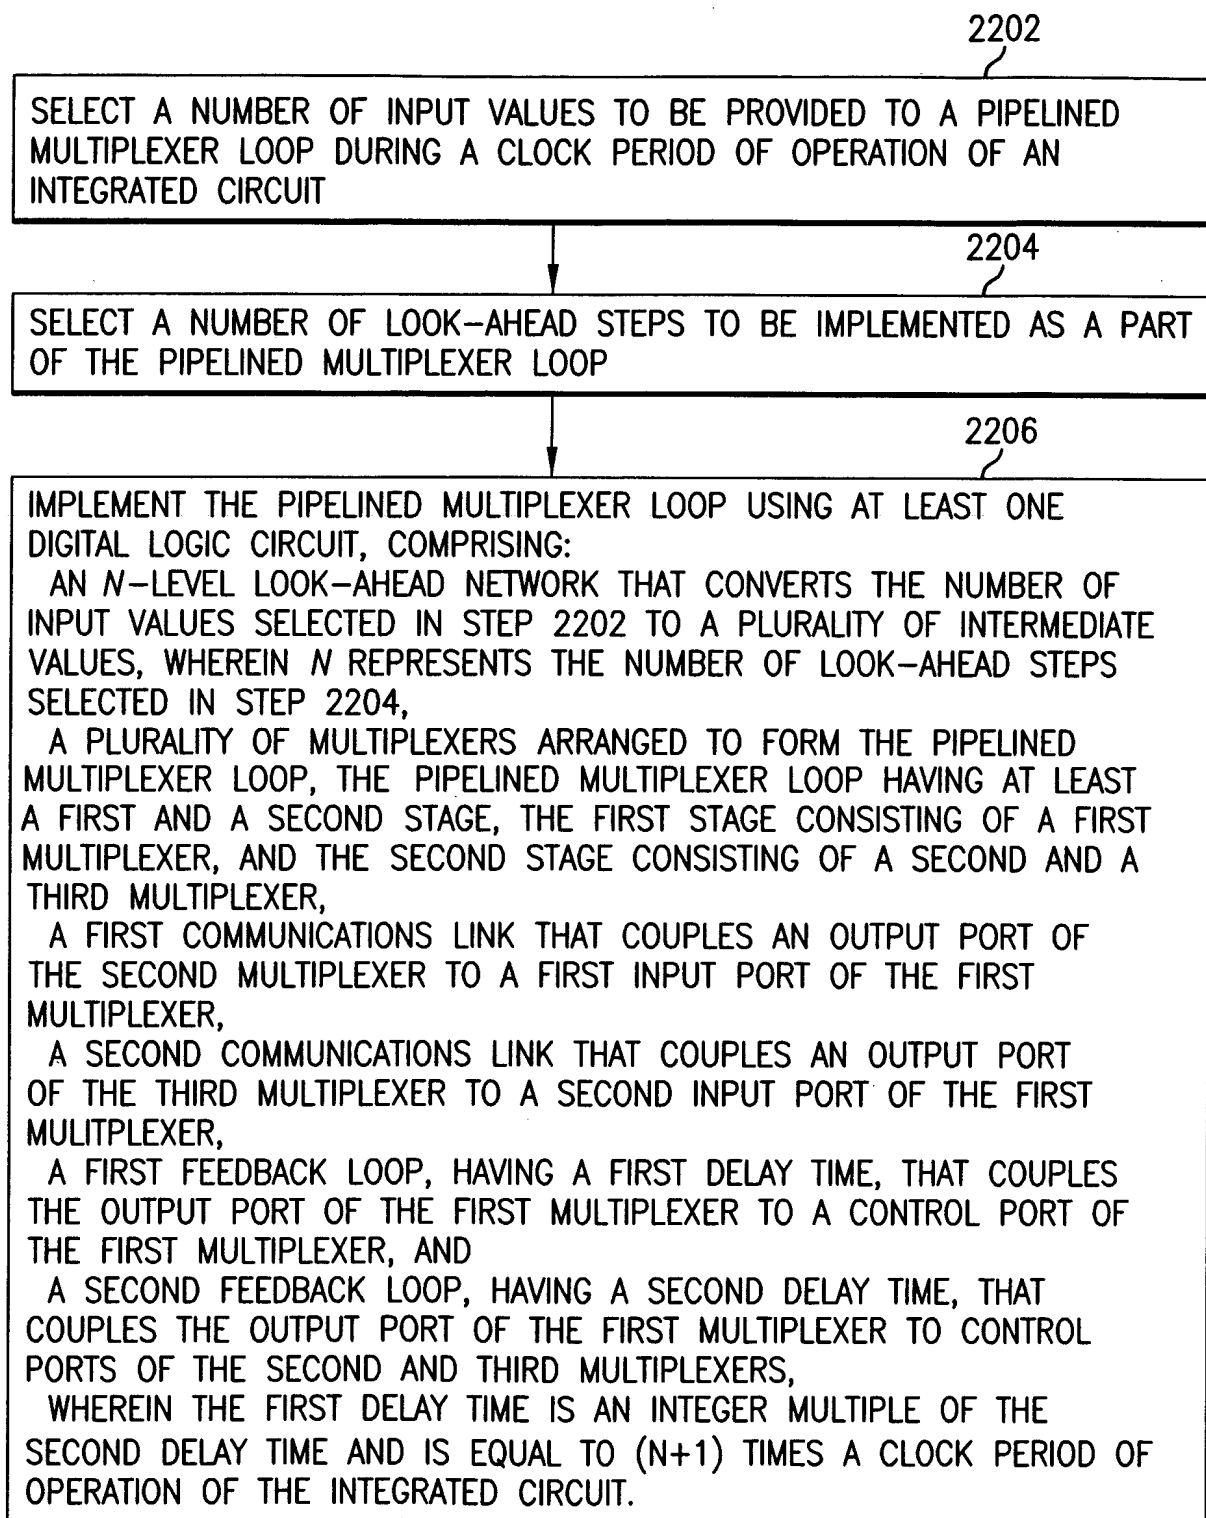 2202
SELECT A NUMBER OF INPUT VALUES TO BE PROVIDED TO A PIPELINED
MULTIPLEXER LOOP DURING A CLOCK PERIOD OF OPERATION OF AN
INTEGRATED CIRCUIT
2204
SELECT A NUMBER OF LOOK-AHEAD STEPS TO BE IMPLEMENTED AS A PART
OF THE PIPELINED MULTIPLEXER LOOP
2206
IMPLEMENT THE PIPELINED MULTIPLEXER LOOP USING AT LEAST ONE
DIGITAL LOGIC CIRCUIT, COMPRISING:
AN N-LEVEL LOOK-AHEAD NETWORK THAT CONVERTS THE NUMBER OF
INPUT VALUES SELECTED IN STEP 2202 TO A PLURALITY OF INTERMEDIATE
VALUES, WHEREIN N REPRESENTS THE NUMBER OF LOOK-AHEAD STEPS
SELECTED IN STEP 2204,
A PLURALITY OF MULTIPLEXERS ARRANGED TO FORM THE PIPELINED
MULTIPLEXER LOOP, THE PIPELINED MULTIPLEXER LOOP HAVING AT LEAST
A FIRST AND A SECOND STAGE, THE FIRST STAGE CONSISTING OF A FIRST
MULTIPLEXER, AND THE SECOND STAGE CONSISTING OF A SECOND AND A
THIRD MULTIPLEXER,
A FIRST COMMUNICATIONS LINK THAT COUPLES AN OUTPUT PORT OF
THE SECOND MULTIPLEXER TO A FIRST INPUT PORT OF THE FIRST
MULTIPLEXER,
A SECOND COMMUNICATIONS LINK THAT COUPLES AN OUTPUT PORT
OF THE THIRD MULTIPLEXER TO A SECOND INPUT PORT OF THE FIRST
MULITPLEXER,
A FIRST FEEDBACK LOOP, HAVING A FIRST DELAY TIME, THAT COUPLES
THE OUTPUT PORT OF THE FIRST MULTIPLEXER TO A CONTROL PORT OF
THE FIRST MULTIPLEXER, AND
A SECOND FEEDBACK LOOP, HAVING A SECOND DELAY TIME, THAT
COUPLES THE OUTPUT PORT OF THE FIRST MULTIPLEXER TO CONTROL
PORTS OF THE SECOND AND THIRD MULTIPLEXERS,
WHEREIN THE FIRST DELAY TIME IS AN INTEGER MULTIPLE OF THE
SECOND DELAY TIME AND IS EQUAL TO (N+1) TIMES A CLOCK PERIOD OF
OPERATION OF THE INTEGRATED CIRCUIT.